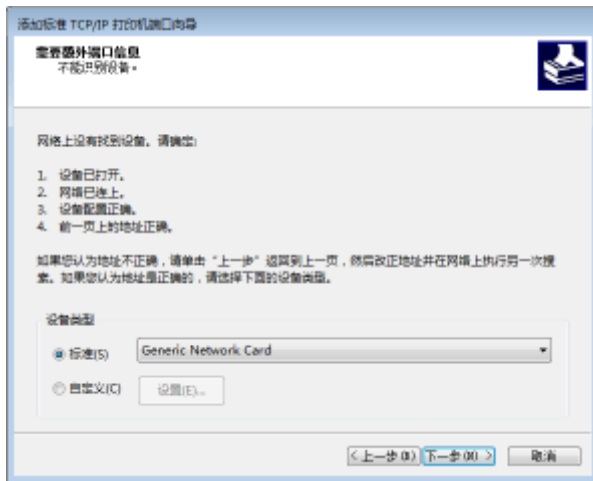 添加标准 TCP/IP 打印机端口向导
需要额外端口信息
不能识别设备。
网络上没有找到设备。请确定:
1. 设备已打开。
2. 网络已连上。
3. 设备配置正确。
4. 前一页上的地址正确。
如果您认为地址不正确，请单击“上一步”返回到上一页，然后改正地址并在网络上执行另一次搜
索。如果您认为地址是正确的，请选择下面的设备类型。
设备类型
标准(S) Generic Network Card
自定义(C) 设置(E)...
<上一步(B) 下一步(N) > 取消